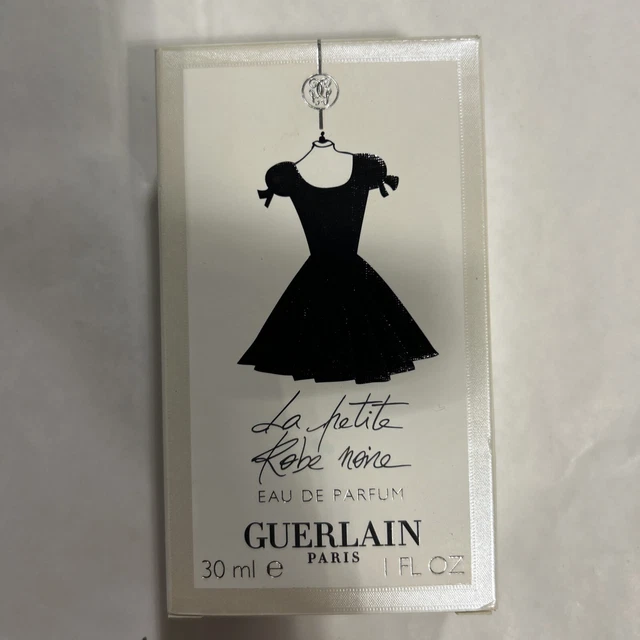 La petite
Robe noire
EAU DE PARFUM
GUERLAIN
PARIS
30 ml ℮ 1 FL OZ